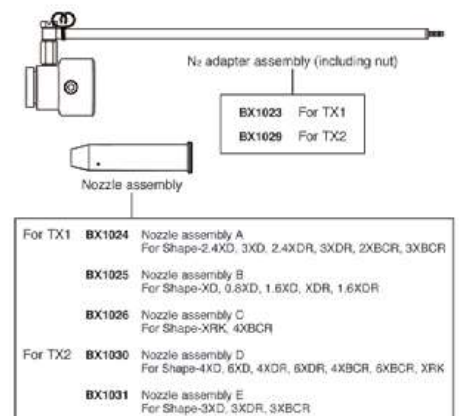 N₂ adapter assembly (including nut)
BX1023 For TX1
BX1029 For TX2
Nozzle assembly
For TX1 BX1024 Nozzle assembly A
For Shape-2.4XD, 3XD, 2.4XDR, 3XDR, 2XBCR, 3XBCR
BX1025 Nozzle assembly B
For Shape-XD, 0.8XD, 1.6XD, XDR, 1.6XDR
BX1026 Nozzle assembly C
For Shape-XRK, 4XBCR
For TX2 BX1030 Nozzle assembly D
For Shape-4XD, 6XD, 4XDR, 6XDR, 4XBCR, 6XBCR, XRK
BX1031 Nozzle assembly E
For Shape-3XD, 3XDR, 3XBCR